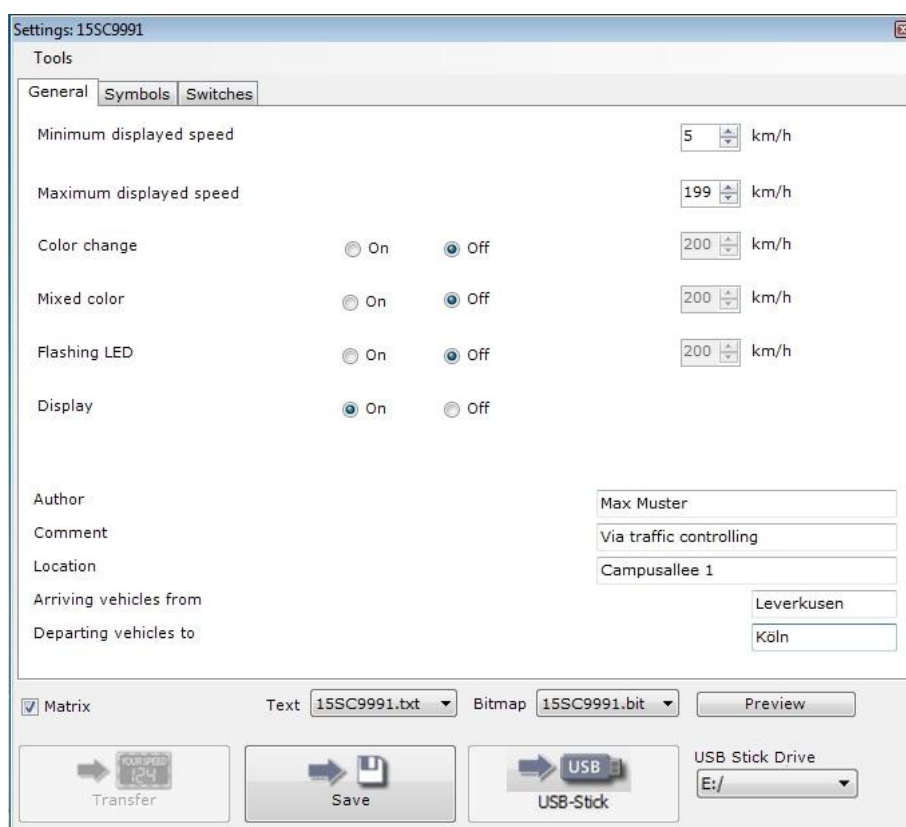 Settings: 15SC9991
Tools
General Symbols Switches
Minimum displayed speed 5 km/h
Maximum displayed speed 199 km/h
Color change On Off 200 km/h
Mixed color On Off 200 km/h
Flashing LED On Off 200 km/h
Display On Off
Author Max Muster
Comment Via traffic controlling
Location Campusallee 1
Arriving vehicles from Leverkusen
Departing vehicles to Köln
Matrix Text 15SC9991.txt Bitmap 15SC9991.bit Preview
YOUR SPEED
124
Transfer
Save
USB
USB-Stick
USB Stick Drive
E:/